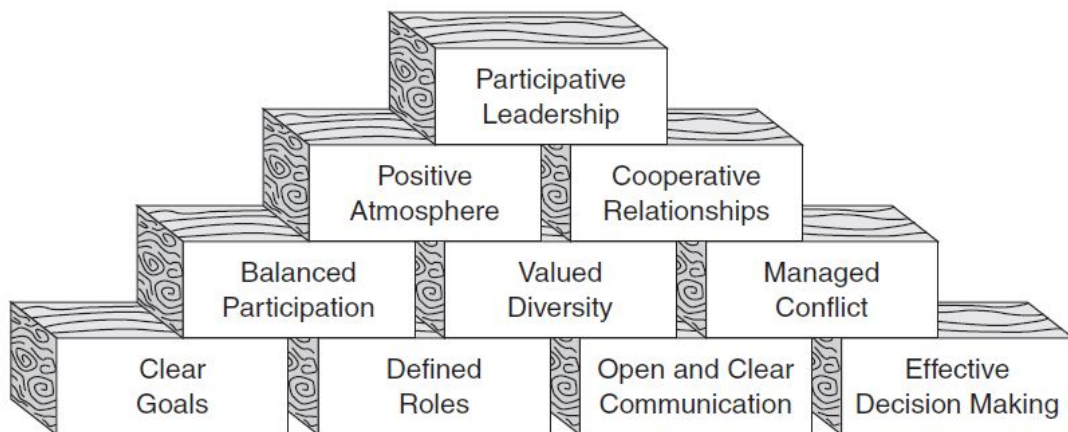 Participative
Leadership
Positive
Atmosphere
Cooperative
Relationships
Balanced
Participation
Valued
Diversity
Managed
Conflict
Clear
Goals
Defined
Roles
Open and Clear
Communication
Effective
Decision Making